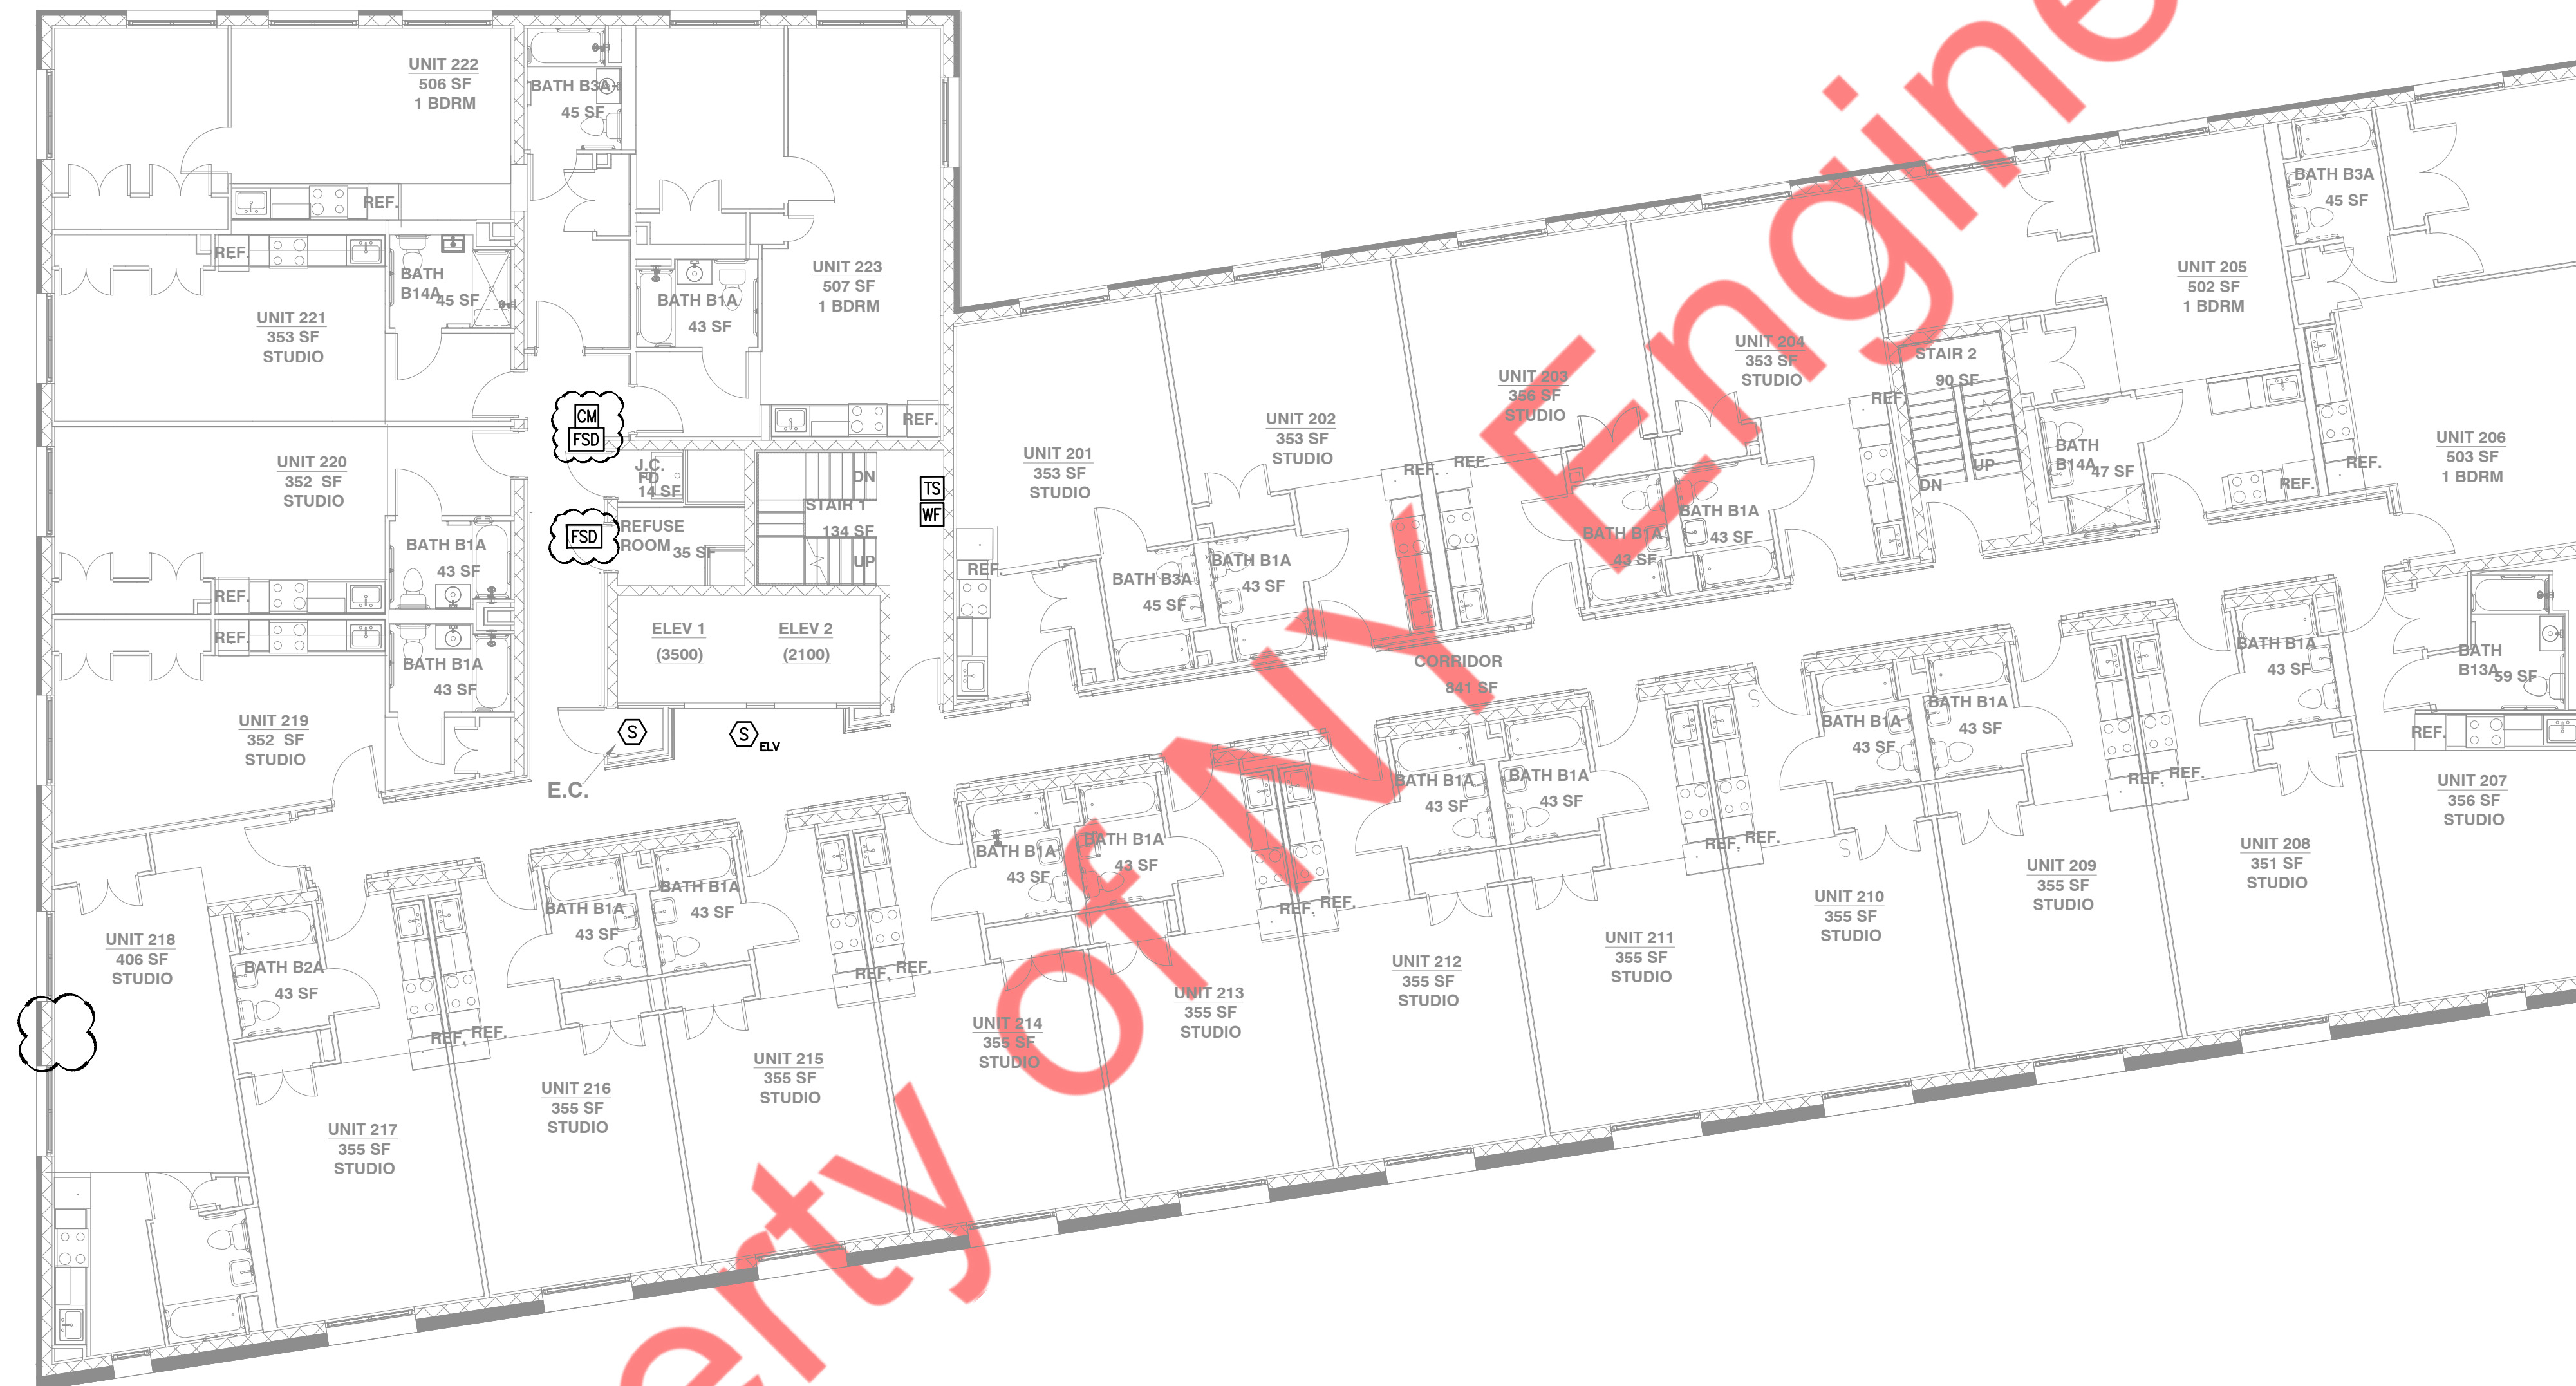 UNIT 222
506 SF
1 BDRM
BATH B3A
45 SF
REF.
REF.
BATH
B14A
45 SF
UNIT 221
353 SF
STUDIO
BATH B1A
43 SF
UNIT 223
507 SF
1 BDRM
REF.
CM
FSD
J.C.
FD
14 SF
FSD
REFUSE
ROOM
35 SF
DN
STAIR 1
134 SF
UP
TS
WF
UNIT 220
352 SF
STUDIO
BATH B1A
43 SF
REF.
REF.
BATH B1A
43 SF
UNIT 219
352 SF
STUDIO
ELEV 1
(3500)
ELEV 2
(2100)
S
S
ELV
E.C.
UNIT 201
353 SF
STUDIO
REF.
BATH B3A
45 SF
UNIT 202
353 SF
STUDIO
BATH B1A
43 SF
REF.
REF.
UNIT 203
356 SF
STUDIO
BATH B1A
43 SF
BATH B1A
43 SF
UNIT 204
353 SF
STUDIO
REF.
STAIR 2
90 SF
UP
DN
UNIT 205
502 SF
1 BDRM
BATH
B14A
47 SF
REF.
BATH B3A
45 SF
REF.
UNIT 206
503 SF
1 BDRM
CORRIDOR
841 SF
BATH
B13A
59 SF
REF.
UNIT 207
356 SF
STUDIO
BATH B1A
43 SF
UNIT 208
351 SF
STUDIO
REF.
REF.
BATH B1A
43 SF
UNIT 209
355 SF
STUDIO
BATH B1A
43 SF
S
S
UNIT 210
355 SF
STUDIO
REF.
REF.
BATH B1A
43 SF
UNIT 211
355 SF
STUDIO
BATH B1A
43 SF
UNIT 212
355 SF
STUDIO
REF.
REF.
BATH B1A
43 SF
UNIT 213
355 SF
STUDIO
BATH B1A
43 SF
UNIT 214
355 SF
STUDIO
REF.
REF.
BATH B1A
43 SF
UNIT 215
355 SF
STUDIO
BATH B1A
43 SF
UNIT 216
355 SF
STUDIO
REF.
REF.
BATH B2A
43 SF
UNIT 217
355 SF
STUDIO
UNIT 218
406 SF
STUDIO
erty of NY Engine